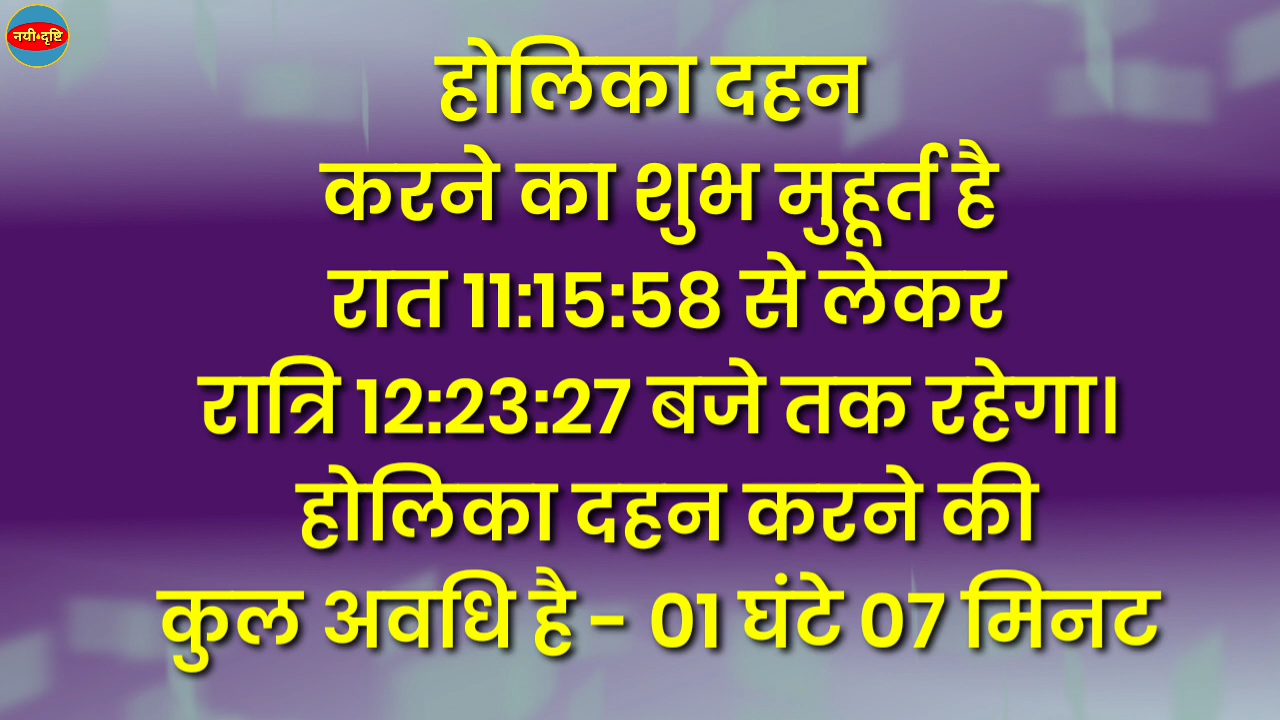 नयी•दृष्टि
होलिका दहन
करने का शुभ मुहूर्त है
रात 11:15:58 से लेकर
रात्रि 12:23:27 बजे तक रहेगा।
होलिका दहन करने की
कुल अवधि है - 01 घंटे 07 मिनट